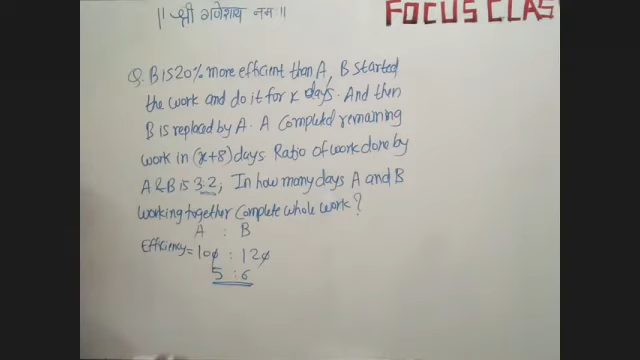 || श्री गणेशाय नमः ||
FOCUS CLAS
Q. B is 20% more efficient than A, B started
the work and do it for x days. And then
B is replaced by A. A Completed remaining
work in (x+8) days Ratio of work done by
A & B is 3:2, In how many days A and B
working together Complete whole work?
A : B
Efficiency = 100 : 120
5 : 6